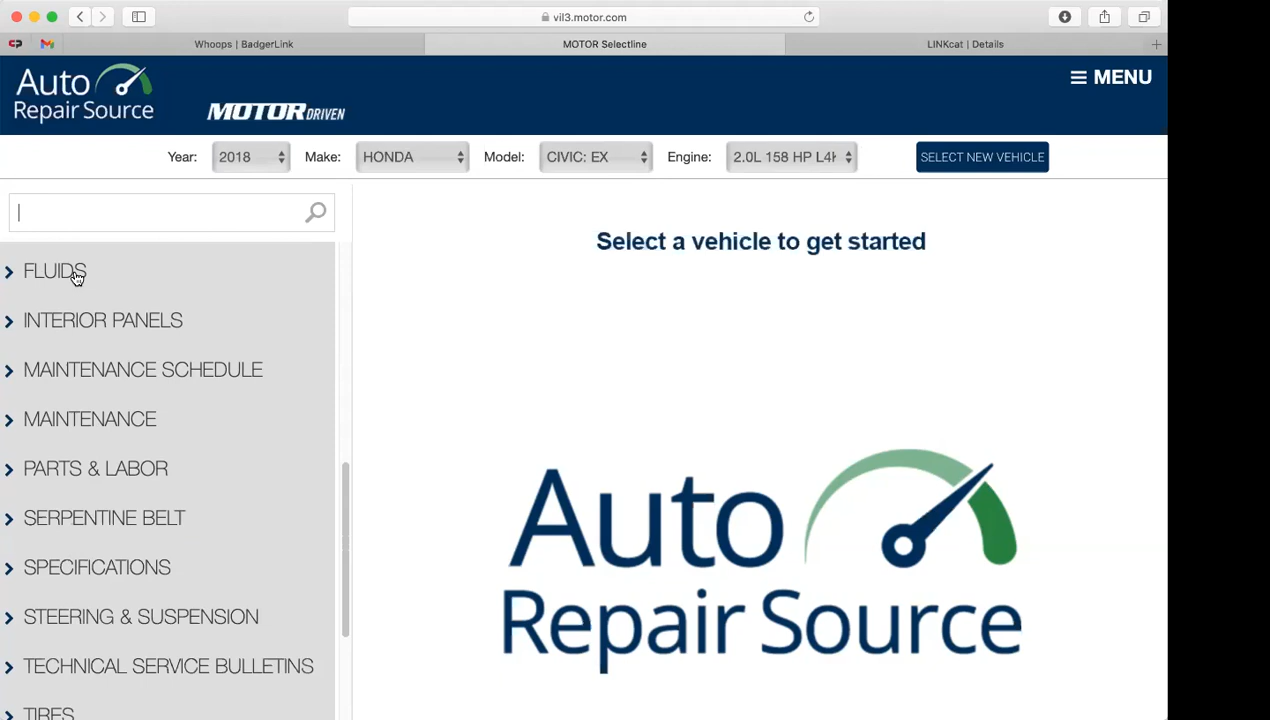 vil3.motor.com
Whoops | BadgerLink
MOTOR Selectline
LINKcat | Details
Auto
Repair Source
MOTOR DRIVEN
MENU
Year: 2018 Make: HONDA Model: CIVIC: EX Engine: 2.0L 158 HP L4 SELECT NEW VEHICLE
FLUIDS
INTERIOR PANELS
MAINTENANCE SCHEDULE
MAINTENANCE
PARTS & LABOR
SERPENTINE BELT
SPECIFICATIONS
STEERING & SUSPENSION
TECHNICAL SERVICE BULLETINS
TIRES
Select a vehicle to get started
Auto
Repair Source